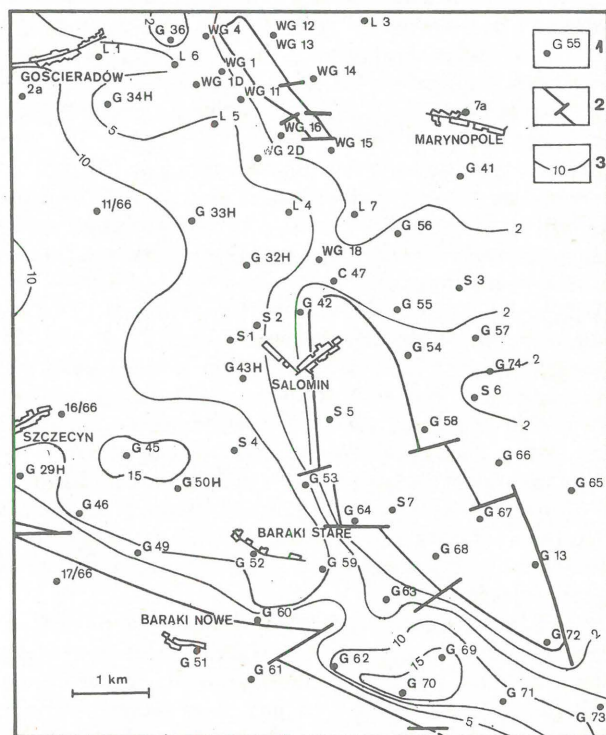 G 36
2
WG 4
WG 12
WG 13
L 3
L 1
L 6
GOŚCIERADÓW
WG 1
WG 14
WG 1D
2a
G 34H
WG 11
7a
MARYNOPOLE
5
L 5
WG 16
WG 15
WG 2D
10
G 41
11/66
G 33H
L 4
L 7
G 56
2
WG 18
G 32H
10
C 47
S 3
G 42
G 55
2
S 2
S 1
G 57
G 54
G 74
2
SALOMIN
G 43H
S 6
16/66
S 5
2
SZCZECYN
G 58
G 45
S 4
G 66
G 29H
15
G 50H
G 53
G 65
G 46
G 64
S 7
G 67
BARAKI STARE
G 49
G 52
G 59
G 68
G 13
17/66
G 63
G 60
BARAKI NOWE
10
G 72
2
G 69
G 51
G 62
15
G 61
G 70
G 71
1 km
5
G 73
G 55
1
2
10
3